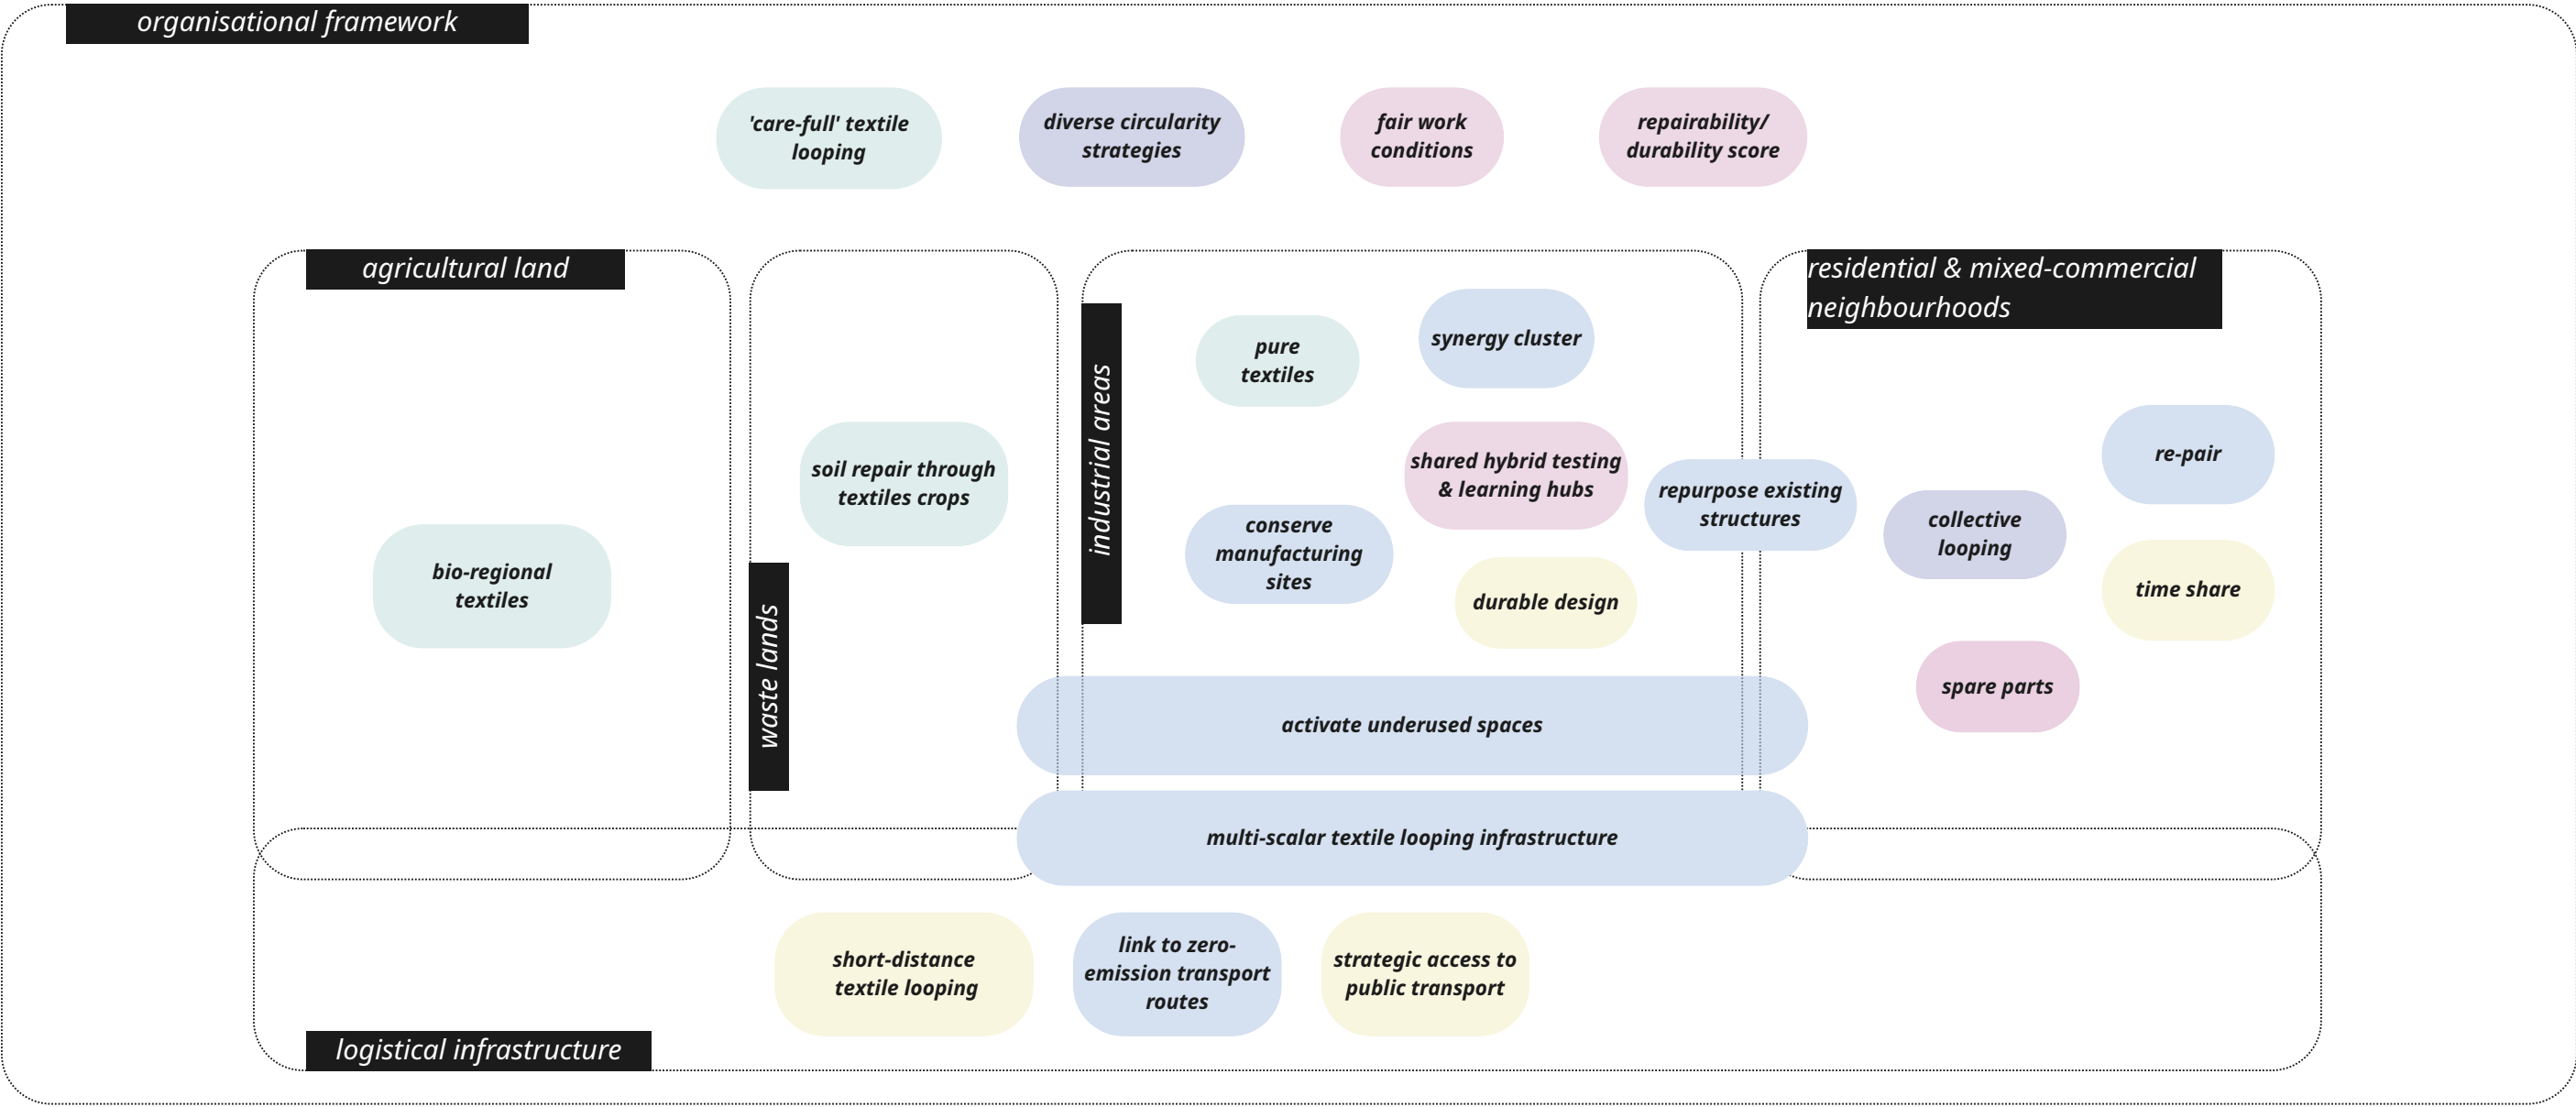 organisational framework
'care-full' textile
looping
diverse circularity
strategies
fair work
conditions
repairability/
durability score
agricultural land
bio-regional
textiles
waste lands
soil repair through
textiles crops
industrial areas
pure
textiles
synergy cluster
shared hybrid testing
& learning hubs
conserve
manufacturing
sites
durable design
repurpose existing
structures
residential & mixed-commercial
neighbourhoods
re-pair
collective
looping
time share
spare parts
activate underused spaces
multi-scalar textile looping infrastructure
short-distance
textile looping
link to zero-
emission transport
routes
strategic access to
public transport
logistical infrastructure